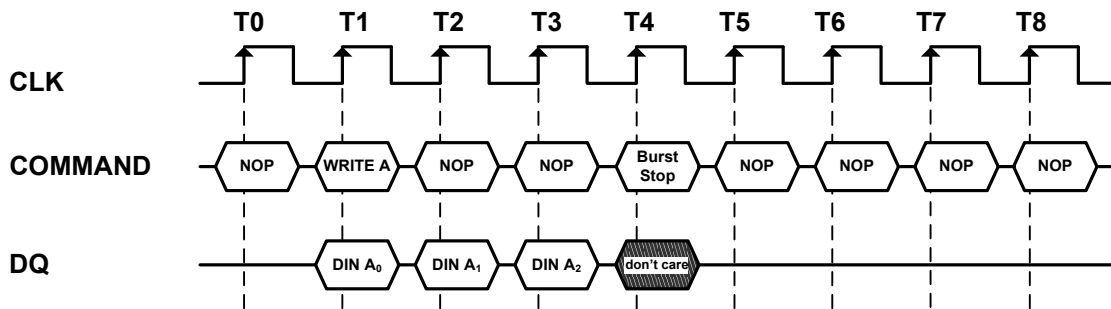 T0 T1 T2 T3 T4 T5 T6 T7 T8
CLK
COMMAND NOP WRITE A NOP NOP Burst Stop NOP NOP NOP NOP
DQ DIN A₀ DIN A₁ DIN A₂ don't care